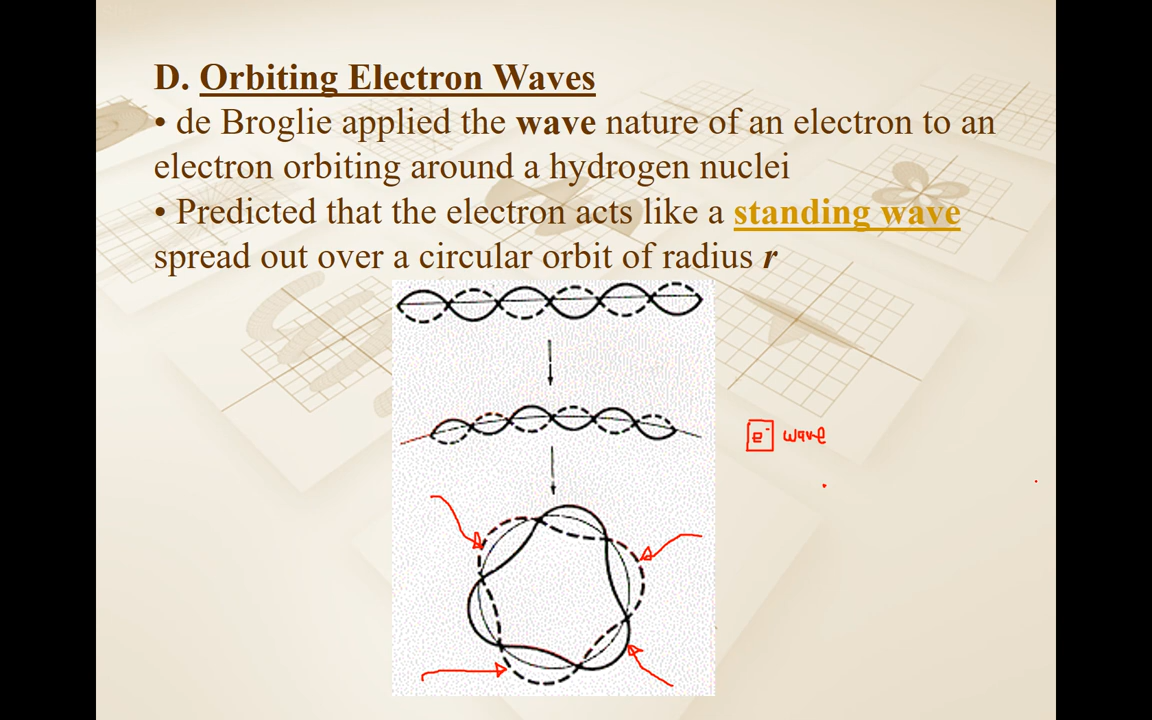 D. Orbiting Electron Waves
• de Broglie applied the wave nature of an electron to an
electron orbiting around a hydrogen nuclei
• Predicted that the electron acts like a standing wave
spread out over a circular orbit of radius r
e⁻ wave